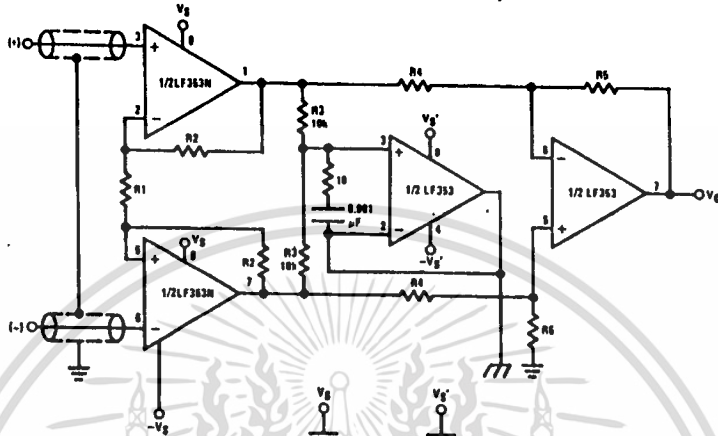 Vs
(+)
3
+
8
1/2LF353N
1
2
−
R4
R5
R3
10k
Vs'
R2
3
+
8
6
−
R1
10
1/2 LF353
1/2 LF353
7
0.001
µF
2
−
4
−Vs'
5
+
Vs
8
R2
R3
10k
5
+
1/2LF353N
7
R4
(−)
6
−
R6
−Vs
Vs
Vs'